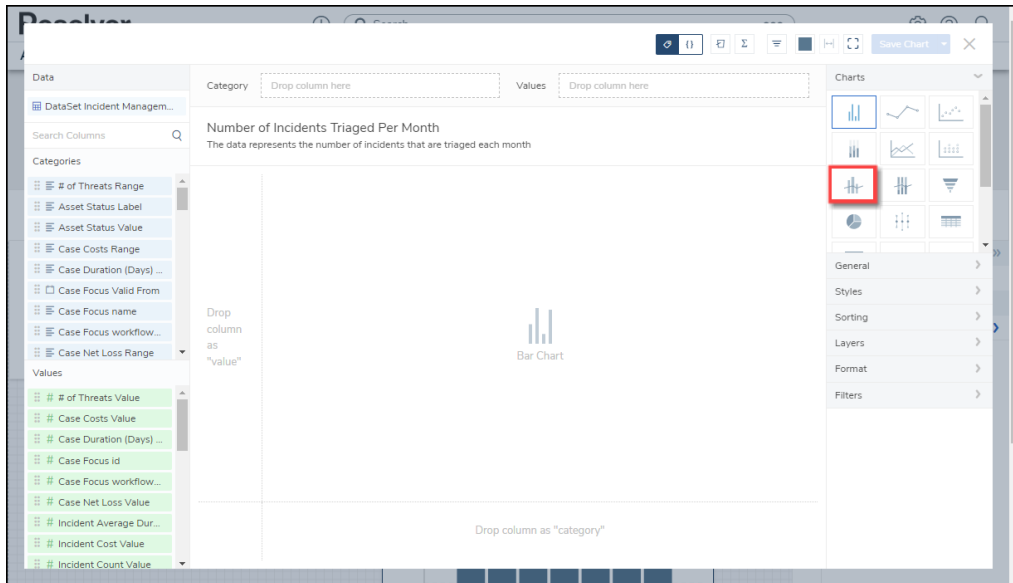 Resolver
Search
Save Chart
Data
DataSet Incident Managem...
Search Columns
Categories
# of Threats Range
Asset Status Label
Asset Status Value
Case Costs Range
Case Duration (Days) ...
Case Focus Valid From
Case Focus name
Case Focus workflow...
Case Net Loss Range
Values
# # of Threats Value
# Case Costs Value
# Case Duration (Days) ...
# Case Focus id
# Case Focus workflow...
# Case Net Loss Value
# Incident Average Dur...
# Incident Cost Value
# Incident Count Value
Category
Drop column here
Values
Drop column here
Number of Incidents Triaged Per Month
The data represents the number of incidents that are triaged each month
Drop
column
as
"value"
Bar Chart
Drop column as "category"
Charts
General
Styles
Sorting
Layers
Format
Filters